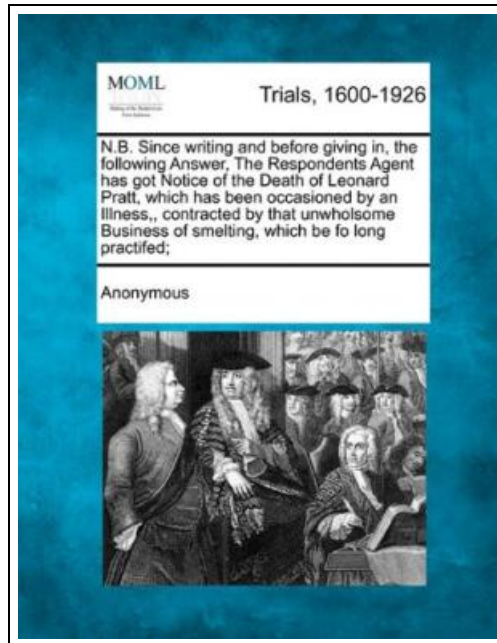 MOML
Trials, 1600-1926
N.B. Since writing and before giving in, the
following Answer, The Respondents Agent
has got Notice of the Death of Leonard
Pratt, which has been occasioned by an
Illness,, contracted by that unwholsome
Business of smelting, which be fo long
practifed;
Anonymous